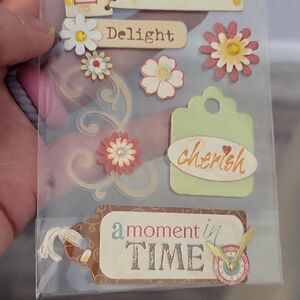 Delight
cherish
a moment in
TIME